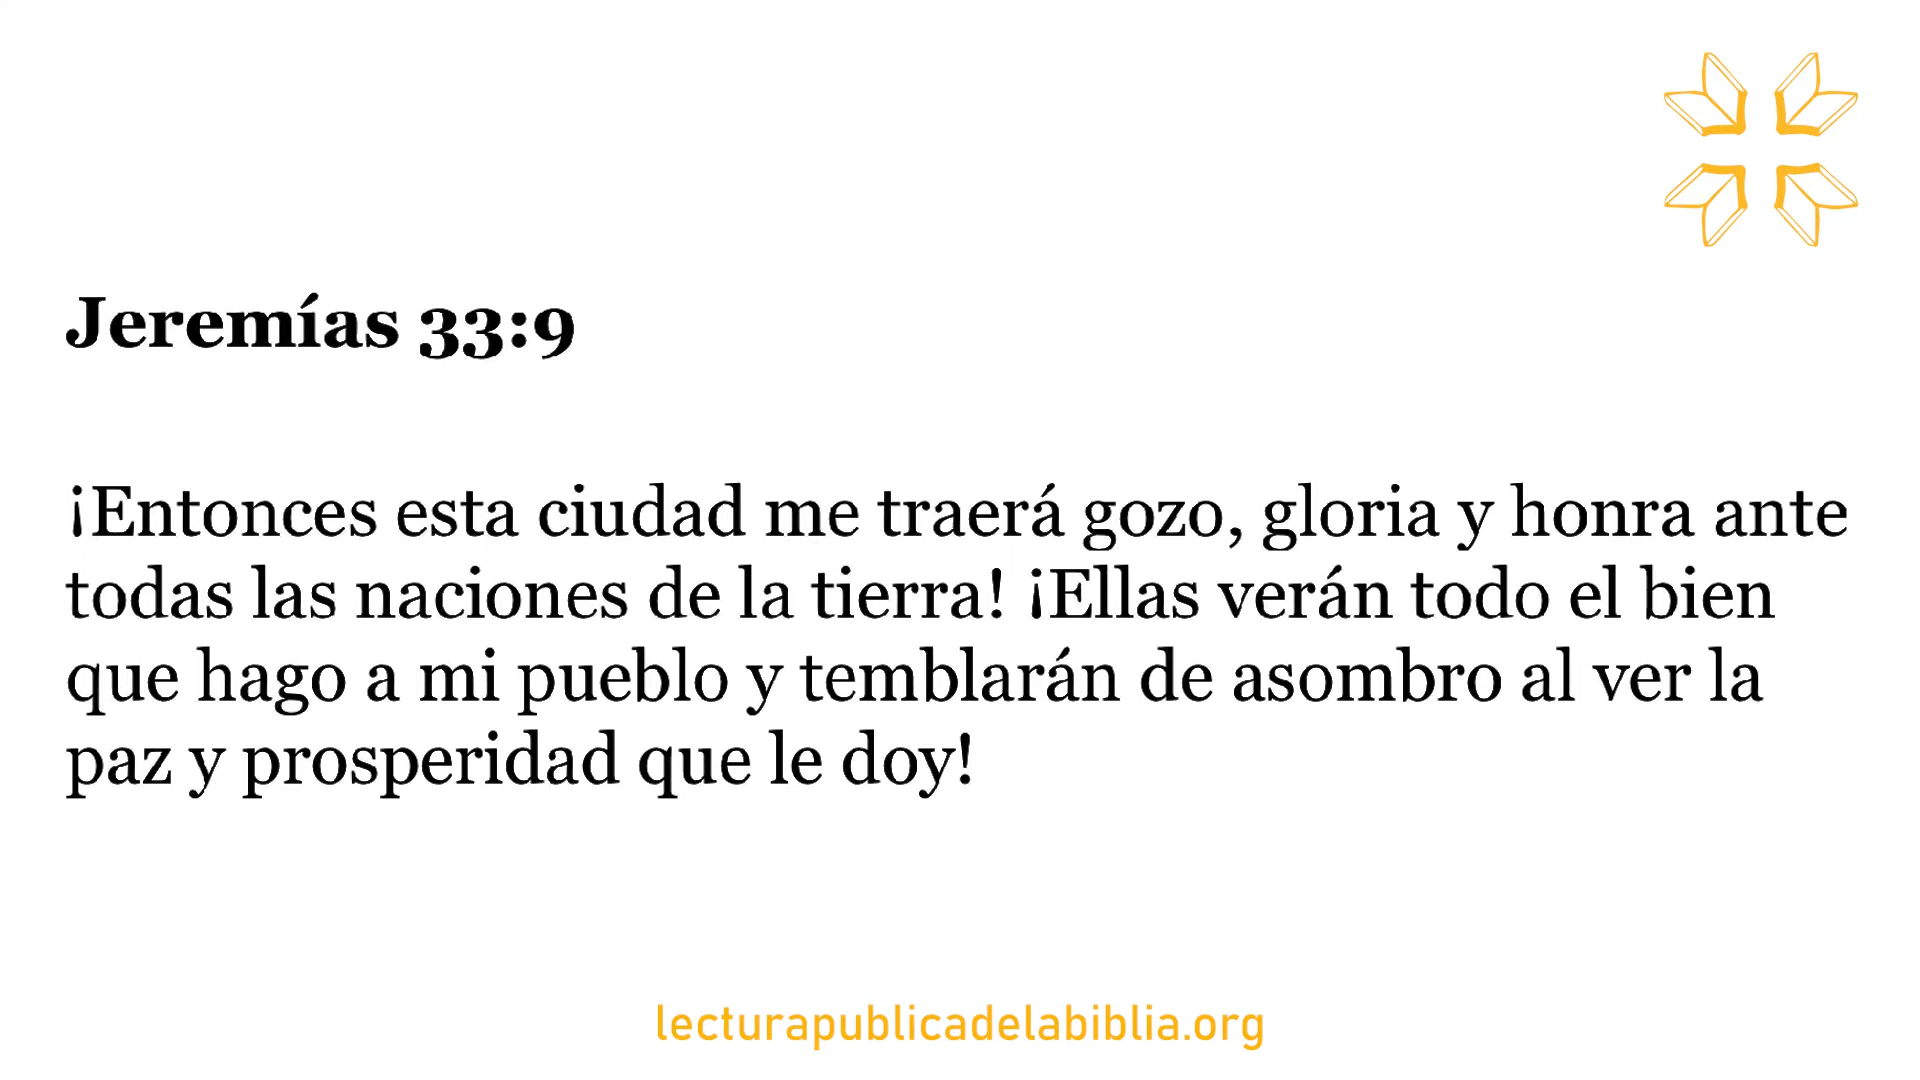 Jeremías 33:9
¡Entonces esta ciudad me traerá gozo, gloria y honra ante
todas las naciones de la tierra! ¡Ellas verán todo el bien
que hago a mi pueblo y temblarán de asombro al ver la
paz y prosperidad que le doy!
lecturapublicadelabiblia.org